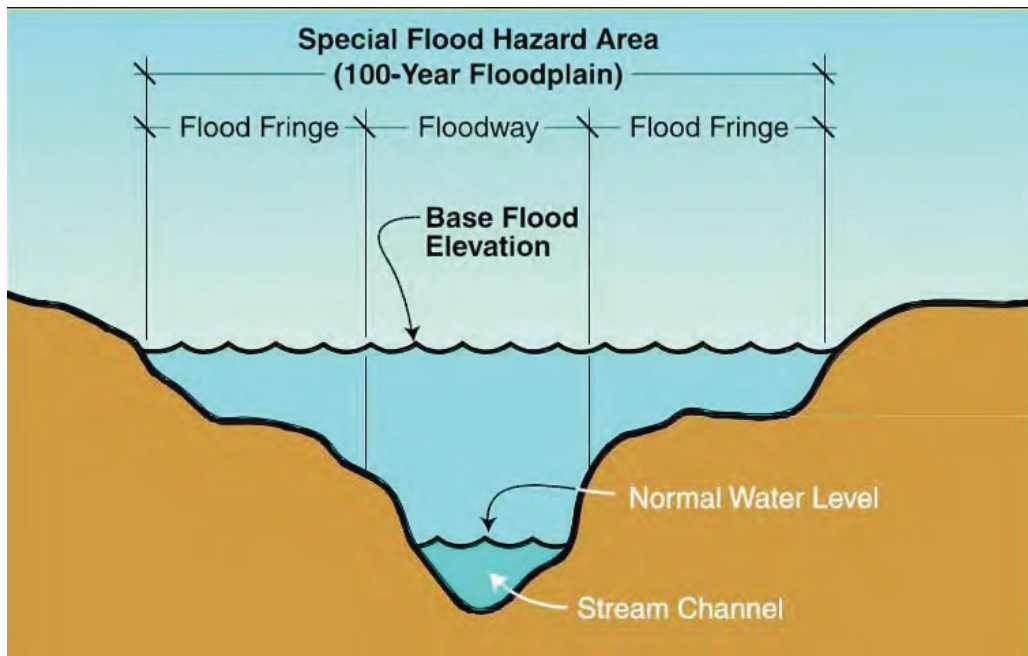 Special Flood Hazard Area
(100-Year Floodplain)
Flood Fringe
Floodway
Flood Fringe
Base Flood
Elevation
Normal Water Level
Stream Channel